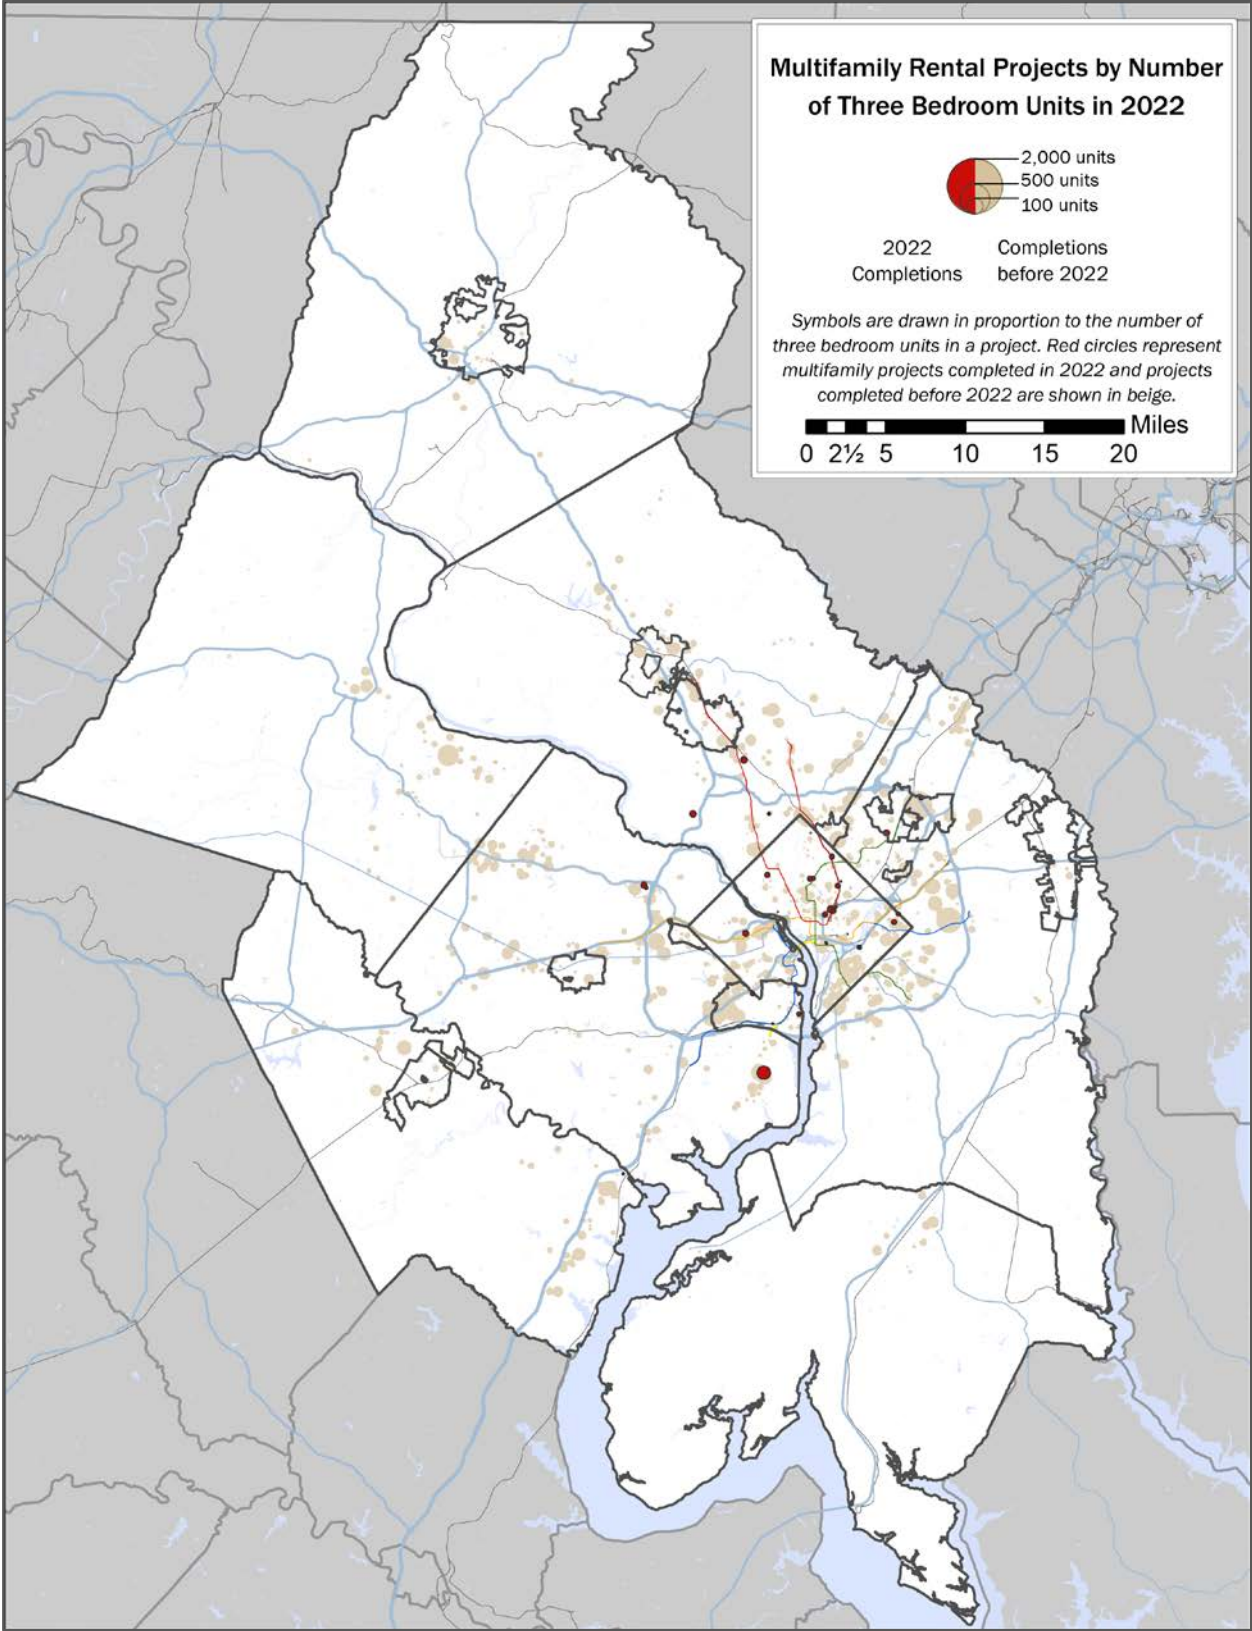 Multifamily Rental Projects by Number
of Three Bedroom Units in 2022
2,000 units
500 units
100 units
2022
Completions
Completions
before 2022
Symbols are drawn in proportion to the number of
three bedroom units in a project. Red circles represent
multifamily projects completed in 2022 and projects
completed before 2022 are shown in beige.
Miles
0 2½ 5 10 15 20